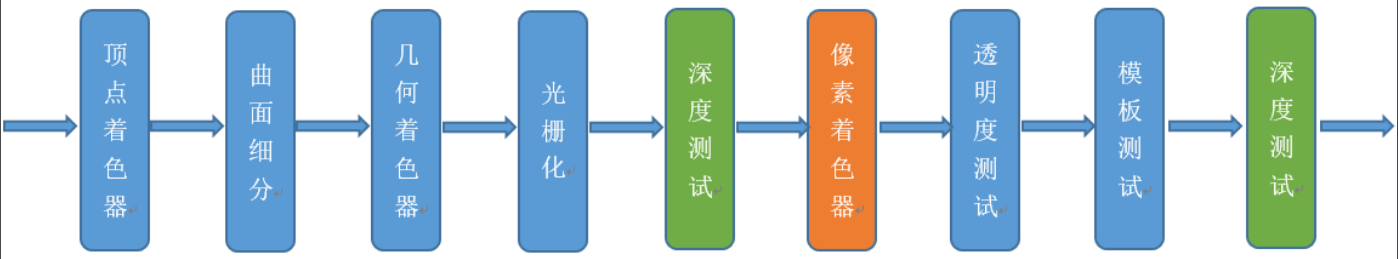 顶点着色器
曲面细分
几何着色器
光栅化
深度测试
像素着色器
透明度测试
模板测试
深度测试